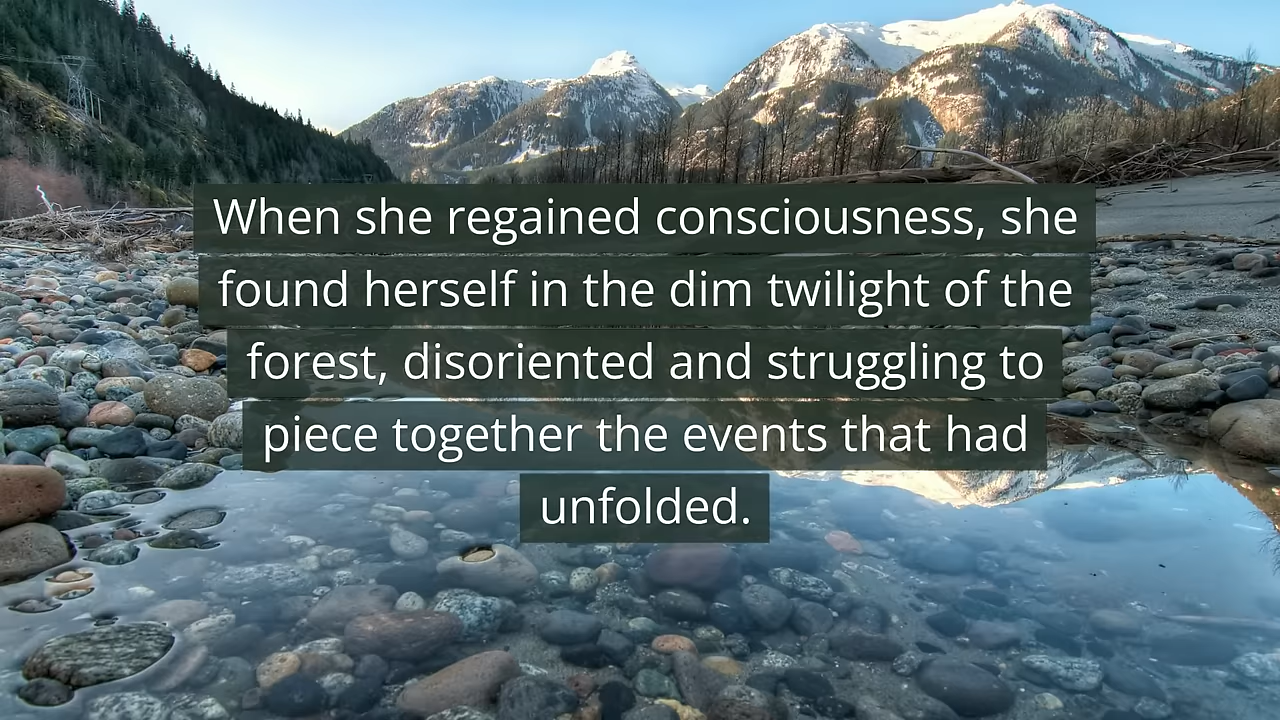 When she regained consciousness, she
found herself in the dim twilight of the
forest, disoriented and struggling to
piece together the events that had
unfolded.